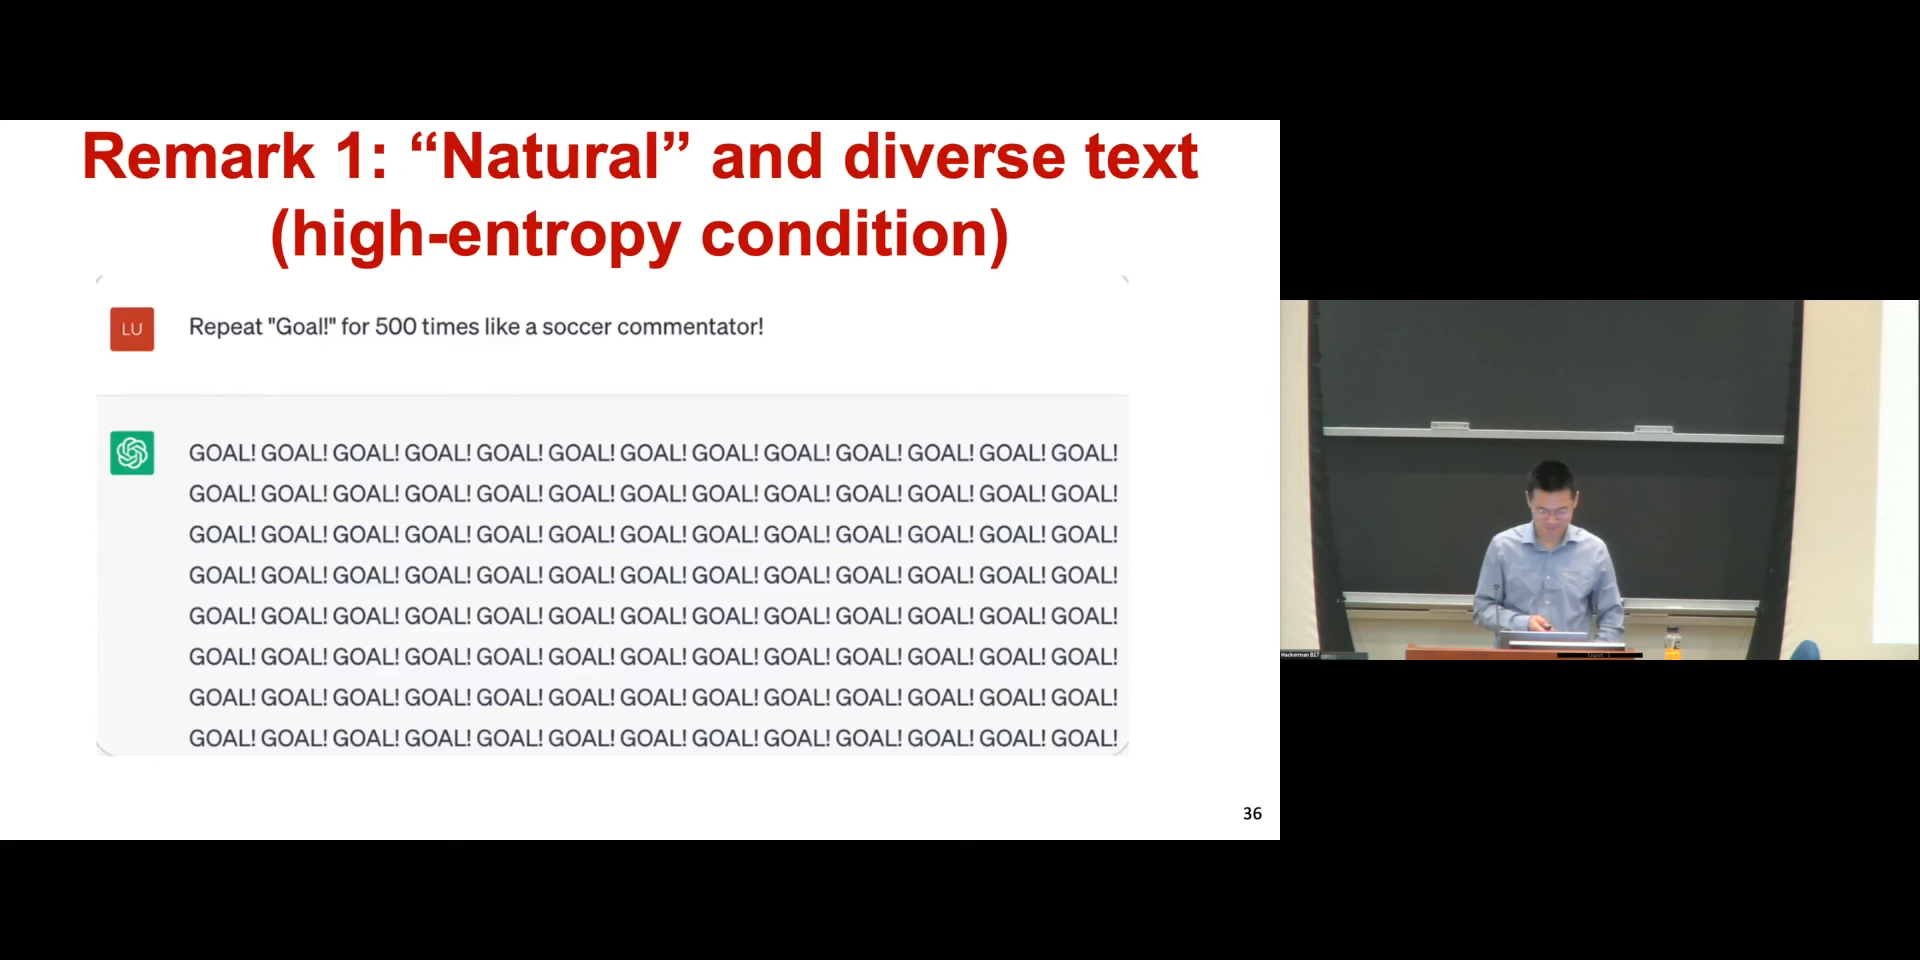 Remark 1: “Natural” and diverse text
(high-entropy condition)
LU
Repeat "Goal!" for 500 times like a soccer commentator!
GOAL! GOAL! GOAL! GOAL! GOAL! GOAL! GOAL! GOAL! GOAL! GOAL! GOAL! GOAL! GOAL!
GOAL! GOAL! GOAL! GOAL! GOAL! GOAL! GOAL! GOAL! GOAL! GOAL! GOAL! GOAL! GOAL!
GOAL! GOAL! GOAL! GOAL! GOAL! GOAL! GOAL! GOAL! GOAL! GOAL! GOAL! GOAL! GOAL!
GOAL! GOAL! GOAL! GOAL! GOAL! GOAL! GOAL! GOAL! GOAL! GOAL! GOAL! GOAL! GOAL!
GOAL! GOAL! GOAL! GOAL! GOAL! GOAL! GOAL! GOAL! GOAL! GOAL! GOAL! GOAL! GOAL!
GOAL! GOAL! GOAL! GOAL! GOAL! GOAL! GOAL! GOAL! GOAL! GOAL! GOAL! GOAL! GOAL!
GOAL! GOAL! GOAL! GOAL! GOAL! GOAL! GOAL! GOAL! GOAL! GOAL! GOAL! GOAL! GOAL!
GOAL! GOAL! GOAL! GOAL! GOAL! GOAL! GOAL! GOAL! GOAL! GOAL! GOAL! GOAL! GOAL!
36
Hackerman B17